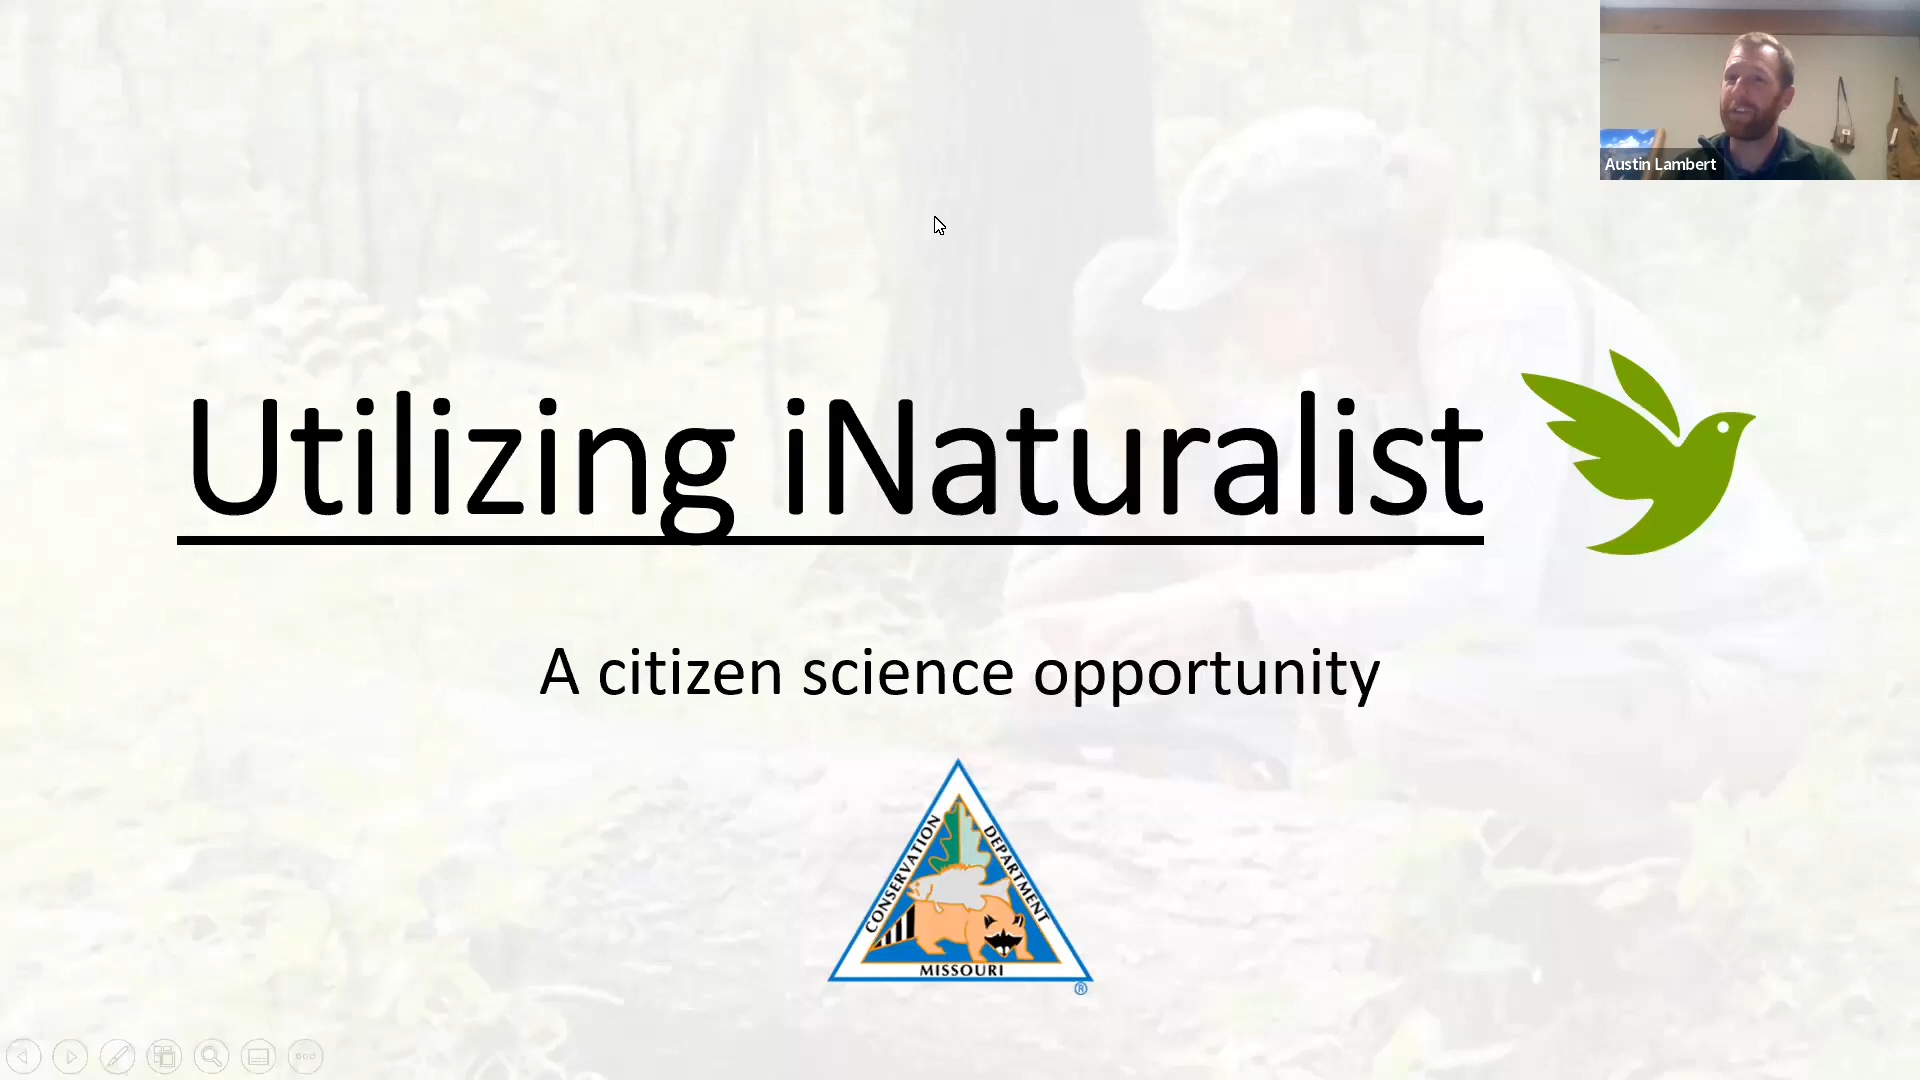 Austin Lambert
Utilizing iNaturalist
A citizen science opportunity
CONSERVATION
DEPARTMENT
MISSOURI
®